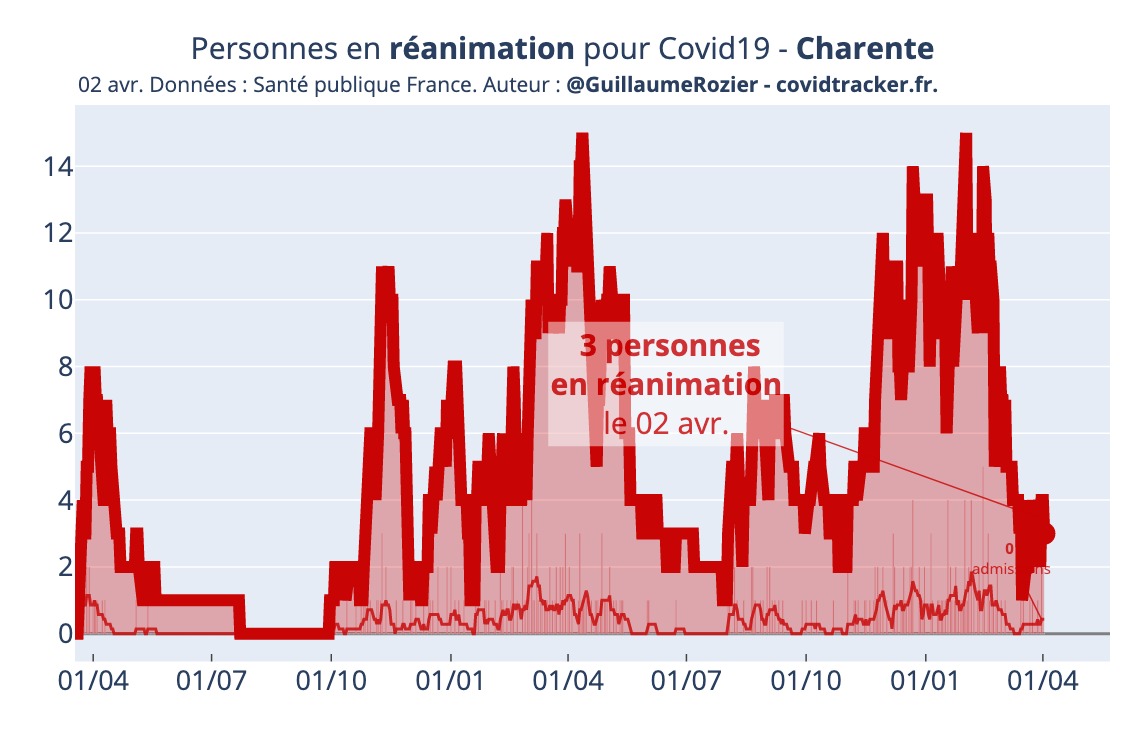 Personnes en réanimation pour Covid19 - Charente
02 avr. Données : Santé publique France. Auteur : @GuillaumeRozier - covidtracker.fr.
14
12
10
8
6
4
2
0
3 personnes
en réanimation
le 02 avr.
0
01/04 01/07 01/10 01/01 01/04 01/07 01/10 01/01 01/04